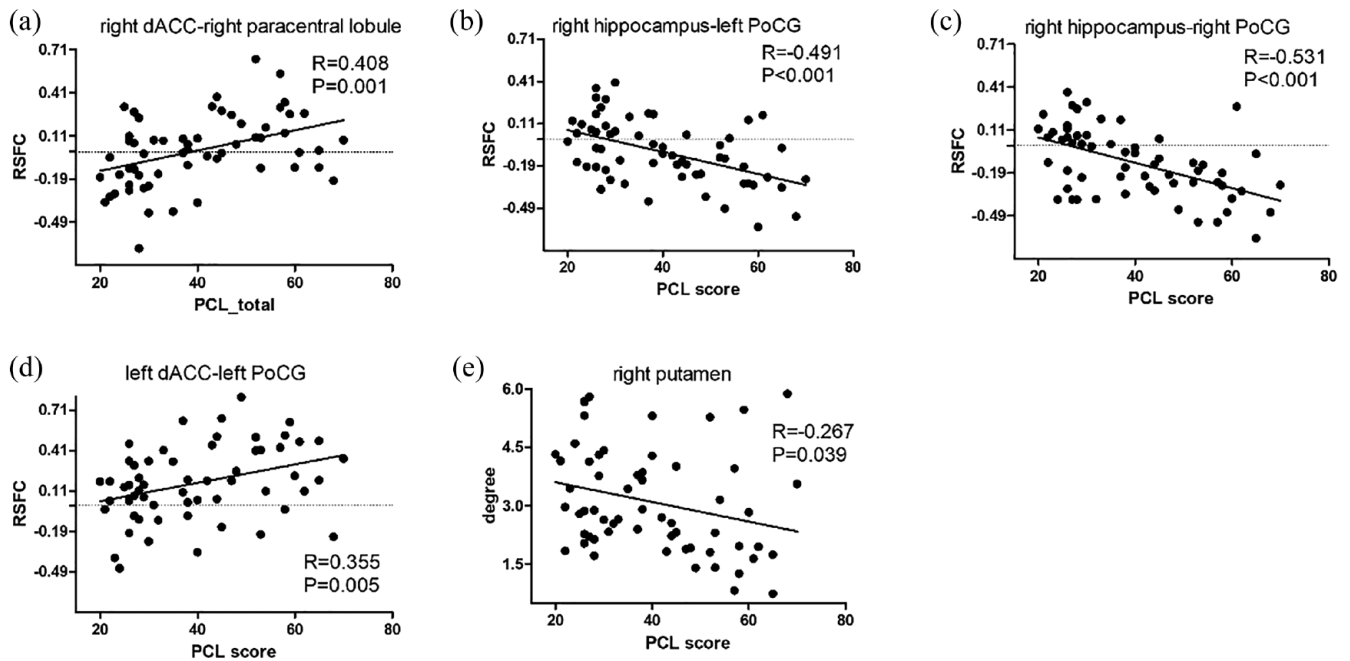 (a)
right dACC-right paracentral lobule
R=0.408
P=0.001
0.71
0.41
0.11
-0.19
-0.49
RSFC
20 40 60 80
PCL_total
(b)
right hippocampus-left PoCG
R=-0.491
P<0.001
0.71
0.41
0.11
-0.19
-0.49
RSFC
20 40 60 80
PCL score
(c)
right hippocampus-right PoCG
R=-0.531
P<0.001
0.71
0.41
0.11
-0.19
-0.49
RSFC
20 40 60 80
PCL score
(d)
left dACC-left PoCG
0.71
0.41
0.11
-0.19
-0.49
RSFC
R=0.355
P=0.005
20 40 60 80
PCL score
(e)
right putamen
R=-0.267
P=0.039
6.0
4.5
3.0
1.5
degree
20 40 60 80
PCL score